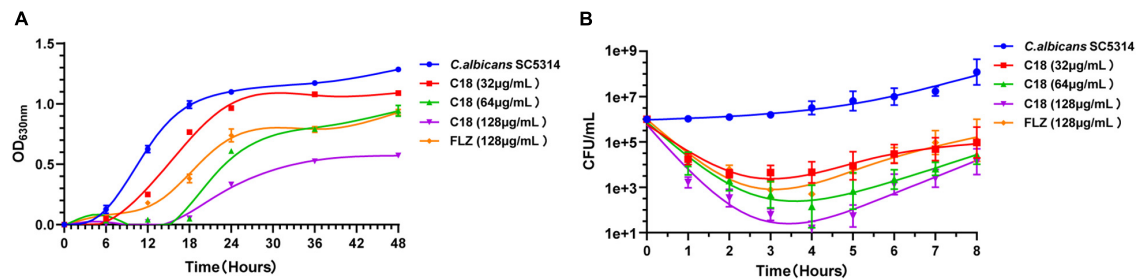 A
1.5
1.0
0.5
0.0
OD630nm
0 6 12 18 24 30 36 42 48
Time(Hours)
C.albicans SC5314
C18 (32μg/mL)
C18 (64μg/mL)
C18 (128μg/mL)
FLZ (128μg/mL)
B
1e+9
1e+7
1e+5
1e+3
1e+1
CFU/mL
0 1 2 3 4 5 6 7 8
Time(Hours)
C.albicans SC5314
C18 (32μg/mL)
C18 (64μg/mL)
C18 (128μg/mL)
FLZ (128μg/mL)